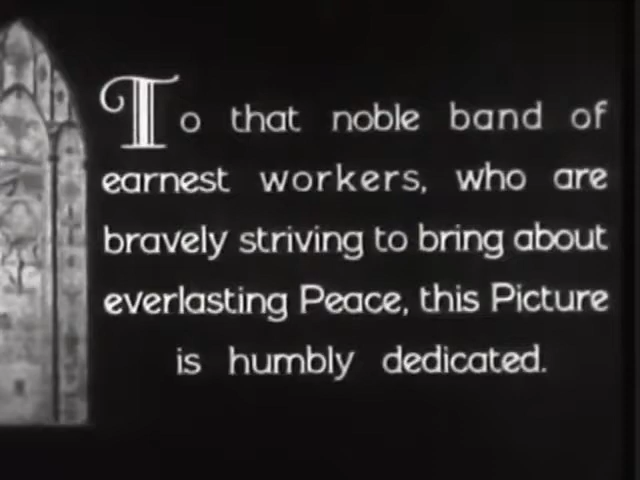 To that noble band of
earnest workers, who are
bravely striving to bring about
everlasting Peace, this Picture
is humbly dedicated.